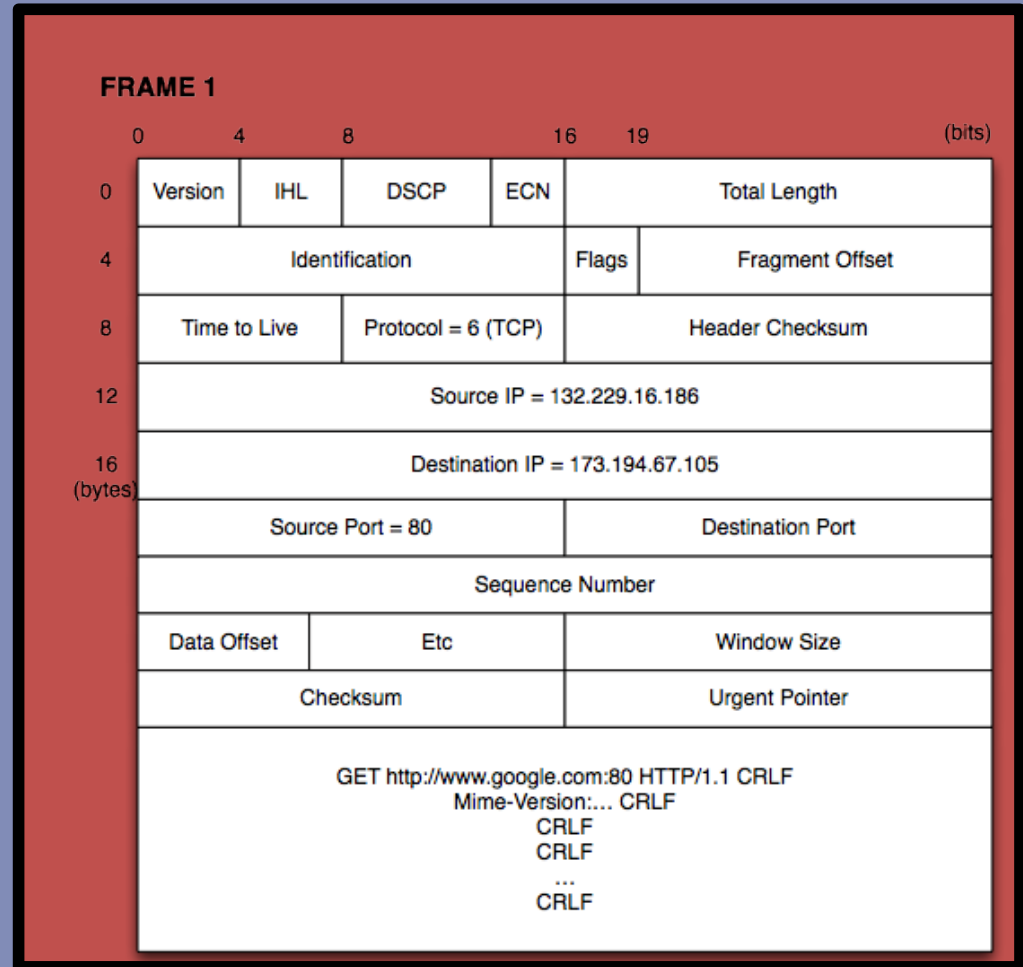 FRAME 1
0 4 8 16 19 (bits)
0 Version IHL DSCP ECN Total Length
4 Identification Flags Fragment Offset
8 Time to Live Protocol = 6 (TCP) Header Checksum
12 Source IP = 132.229.16.186
16 Destination IP = 173.194.67.105
(bytes)
Source Port = 80 Destination Port
Sequence Number
Data Offset Etc Window Size
Checksum Urgent Pointer
GET http://www.google.com:80 HTTP/1.1 CRLF
Mime-Version:... CRLF
CRLF
CRLF
...
CRLF